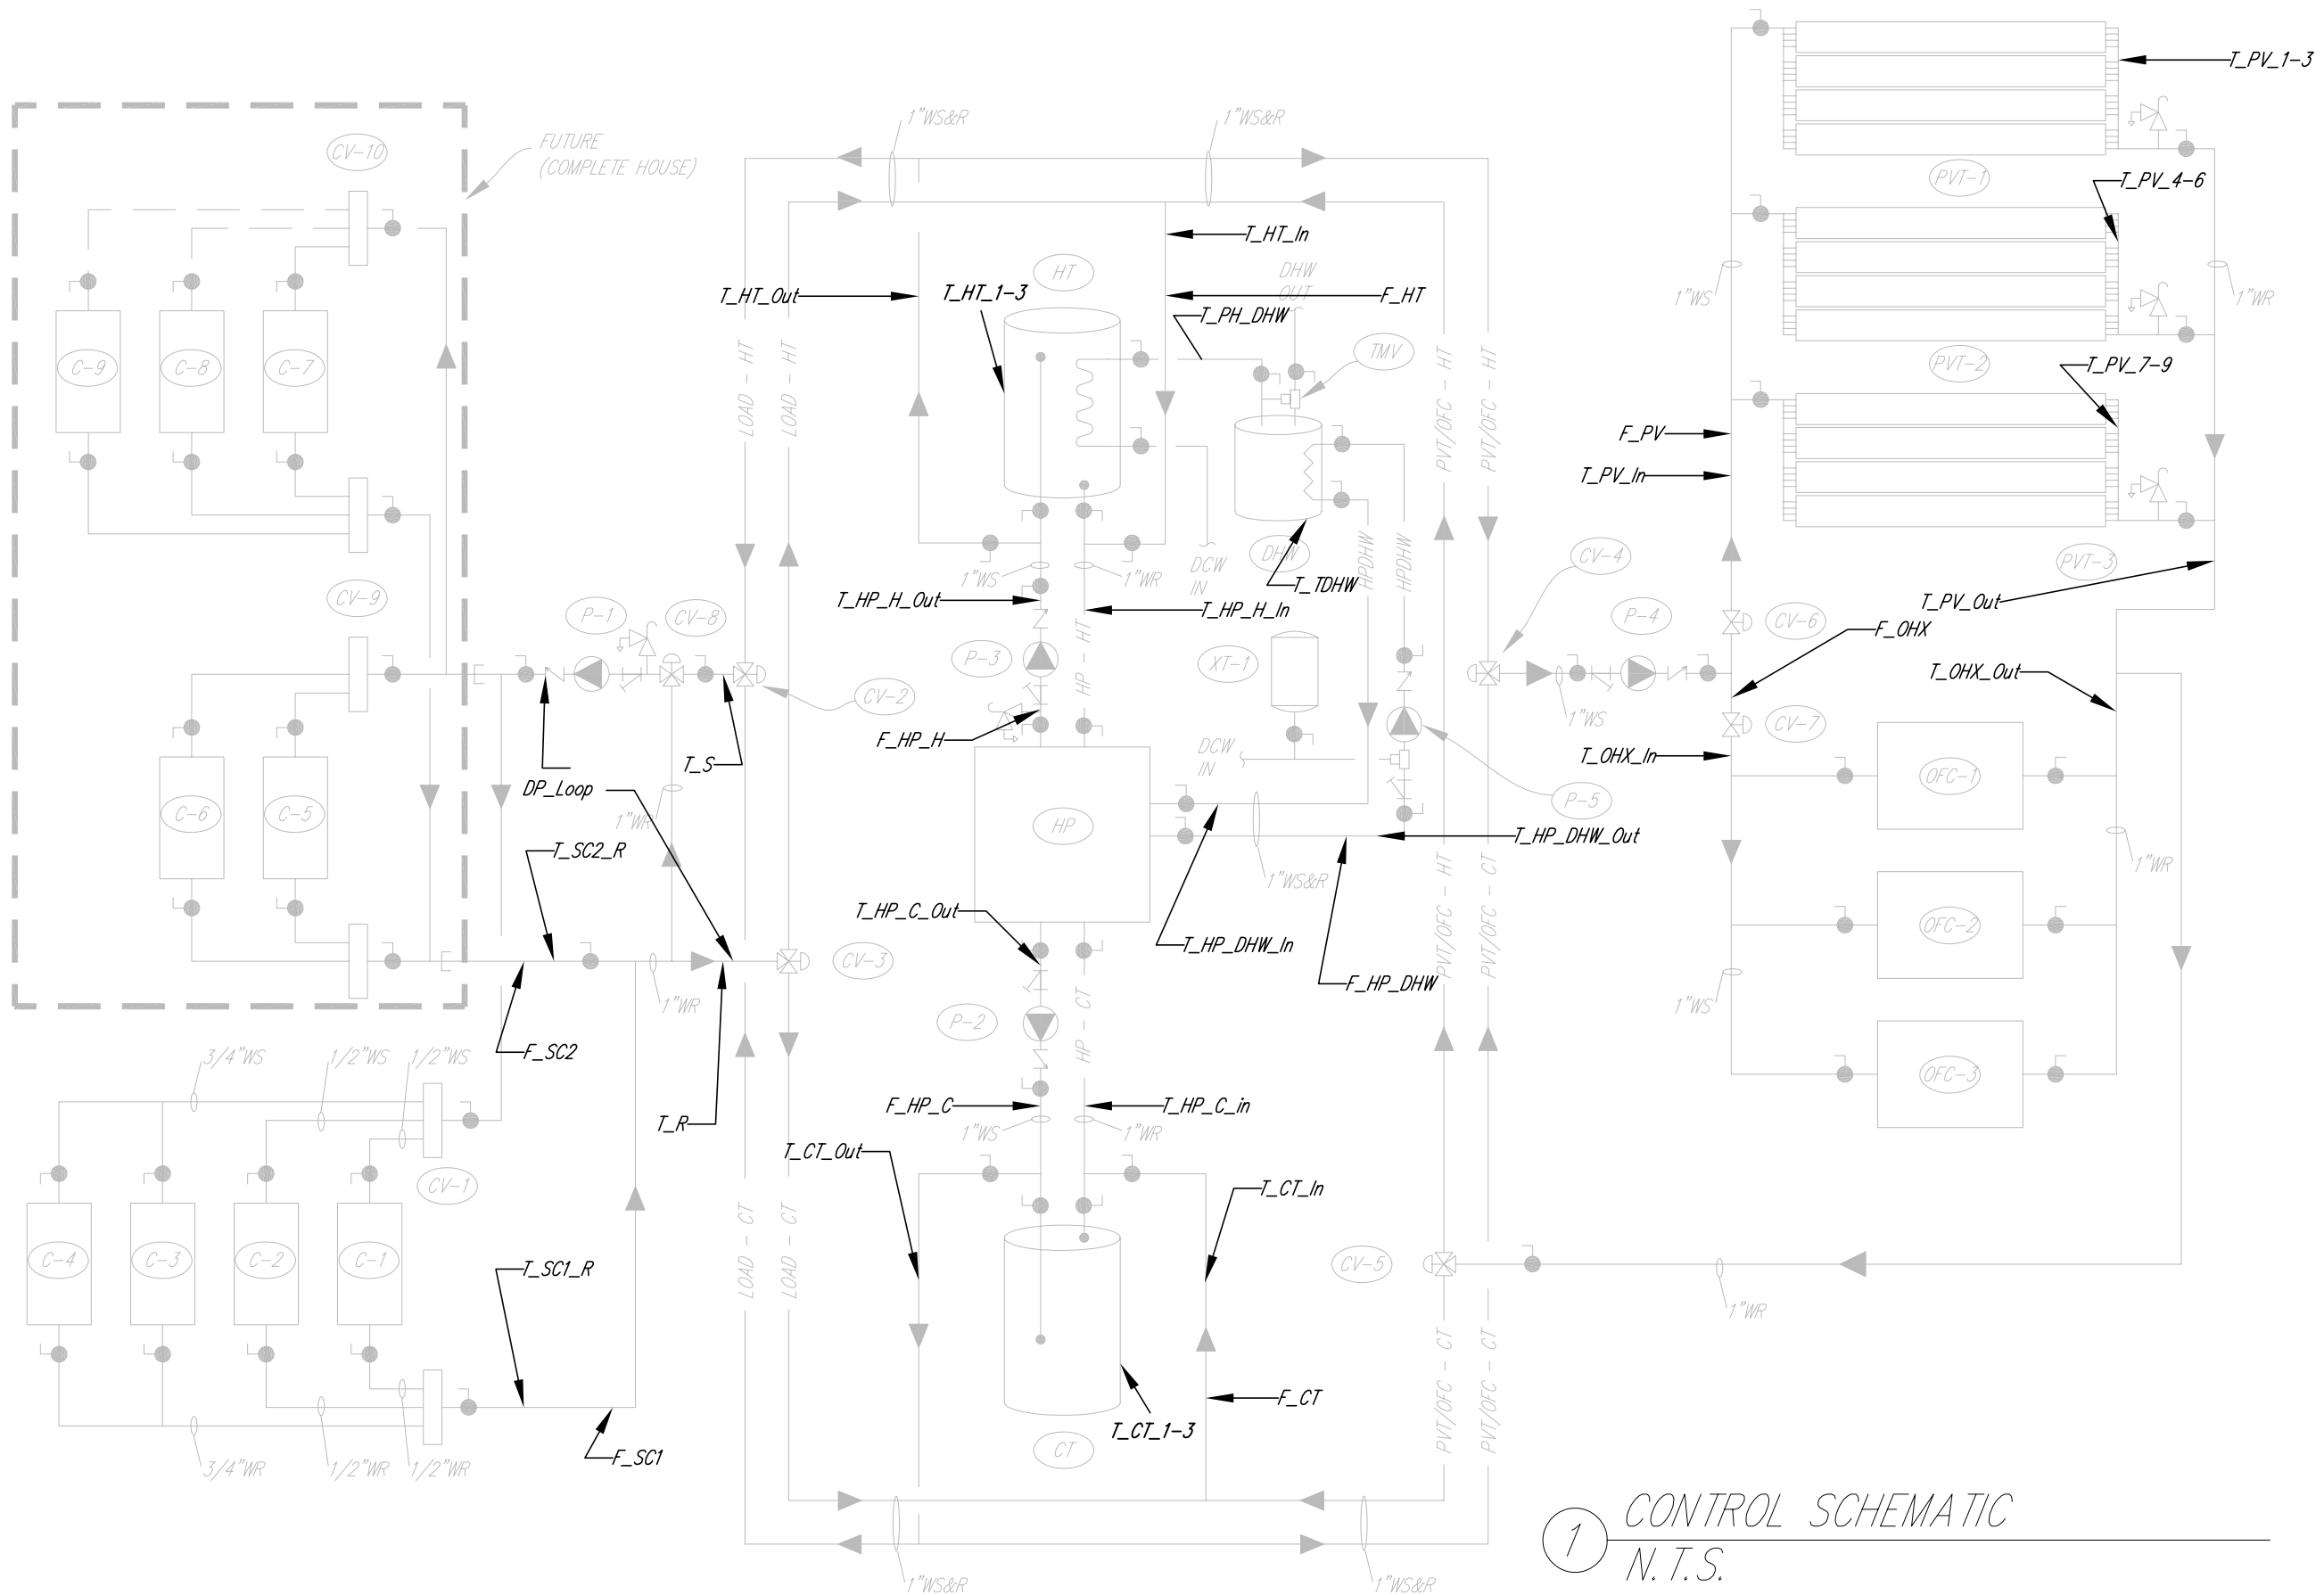 T_PV_1-3
CV-10
FUTURE
(COMPLETE HOUSE)
1"WS&R
1"WS&R
PVT-1
T_PV_4-6
T_HT_In
HT
DHW
OUT
T_HT_Out
T_HT_1-3
F_HT
T_PH_DHW
1"WS
1"WR
TMV
C-9
C-8
C-7
LOAD - HT
LOAD - HT
PVT/OFC - HT
PVT/OFC - HT
PVT-2
T_PV_7-9
F_PV
T_PV_In
DHW
HPDHW
HPDHW
CV-4
PVT-3
1"WS
1"WR
DCW
IN
T_TDHW
CV-9
P-1
CV-8
T_HP_H_Out
T_HP_H_In
T_PV_Out
P-4
CV-6
F_OHX
P-3
HP - HT
XT-1
T_OHX_Out
CV-2
1"WS
CV-7
F_HP_H
DCW
IN
T_S
T_OHX_In
OFC-1
DP_Loop
P-5
C-6
C-5
1"WR
HP
T_HP_DHW_Out
T_SC2_R
1"WR
1"WS&R
PVT/OFC - HT
PVT/OFC - CT
T_HP_C_Out
OFC-2
T_HP_DHW_In
CV-3
F_HP_DHW
1"WR
1"WS
P-2
HP - CT
F_SC2
3/4"WS
1/2"WS
1/2"WS
OFC-3
F_HP_C
T_HP_C_in
T_R
1"WS
1"WR
T_CT_Out
CV-1
T_CT_In
LOAD - CT
LOAD - CT
C-4
C-3
C-2
C-1
T_SC1_R
CV-5
1"WR
PVT/OFC - CT
PVT/OFC - CT
F_CT
T_CT_1-3
CT
F_SC1
3/4"WR
1/2"WR
1/2"WR
1"WS&R
1"WS&R
1
CONTROL SCHEMATIC
N.T.S.